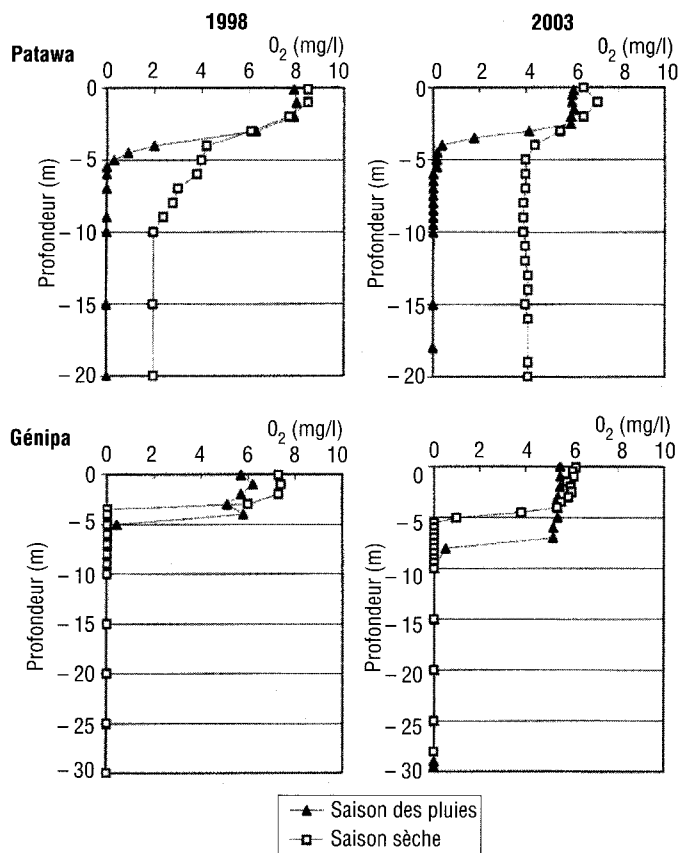 1998
2003
Patawa
O₂ (mg/l)
O₂ (mg/l)
0 2 4 6 8 10
0 2 4 6 8 10
Profondeur (m)
0
– 5
– 10
– 15
– 20
Profondeur (m)
0
– 5
– 10
– 15
– 20
Génipa
O₂ (mg/l)
O₂ (mg/l)
0 2 4 6 8 10
0 2 4 6 8 10
Profondeur (m)
0
– 5
– 10
– 15
– 20
– 25
– 30
Profondeur (m)
0
– 5
– 10
– 15
– 20
– 25
– 30
Saison des pluies
Saison sèche